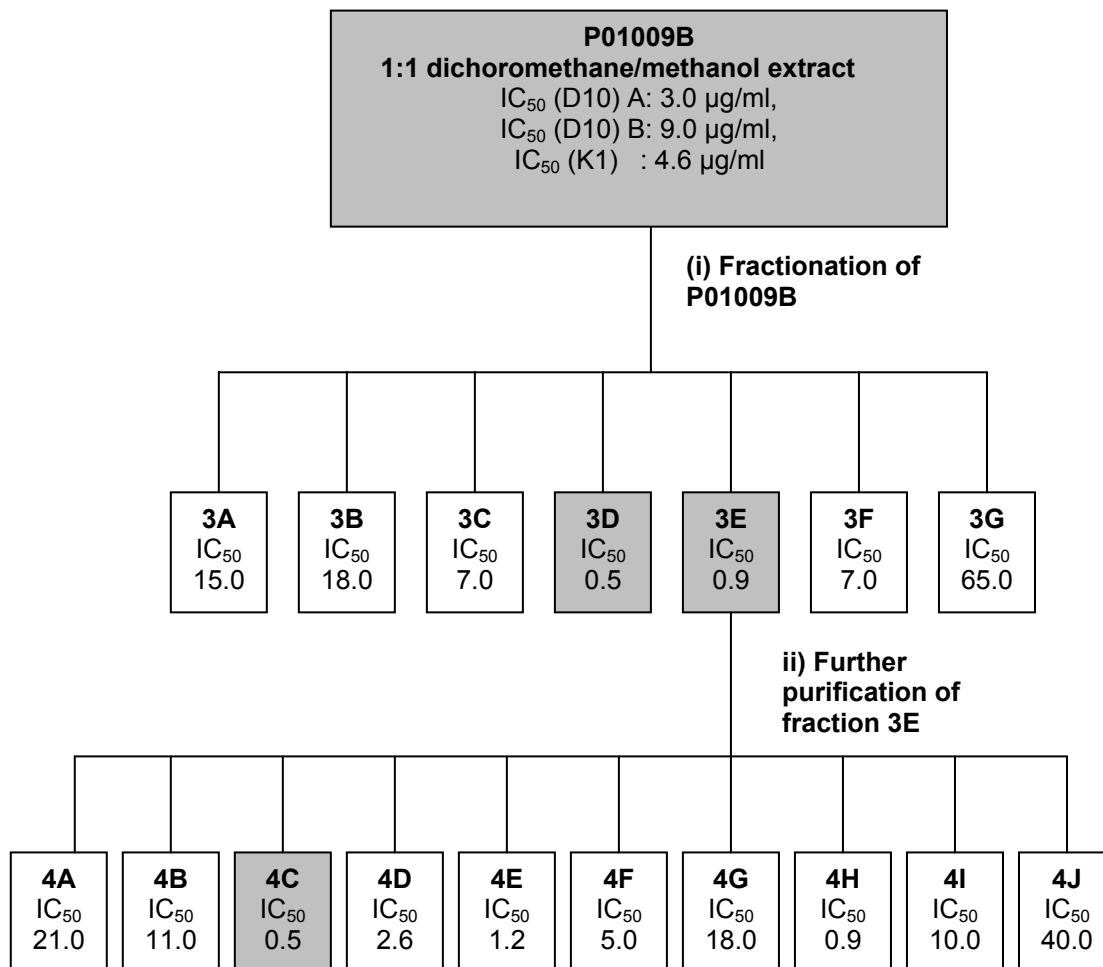 P01009B
1:1 dichoromethane/methanol extract
IC50 (D10) A: 3.0 µg/ml,
IC50 (D10) B: 9.0 µg/ml,
IC50 (K1) : 4.6 µg/ml
(i) Fractionation of
P01009B
3A
IC50
15.0
3B
IC50
18.0
3C
IC50
7.0
3D
IC50
0.5
3E
IC50
0.9
3F
IC50
7.0
3G
IC50
65.0
ii) Further
purification of
fraction 3E
4A
IC50
21.0
4B
IC50
11.0
4C
IC50
0.5
4D
IC50
2.6
4E
IC50
1.2
4F
IC50
5.0
4G
IC50
18.0
4H
IC50
0.9
4I
IC50
10.0
4J
IC50
40.0